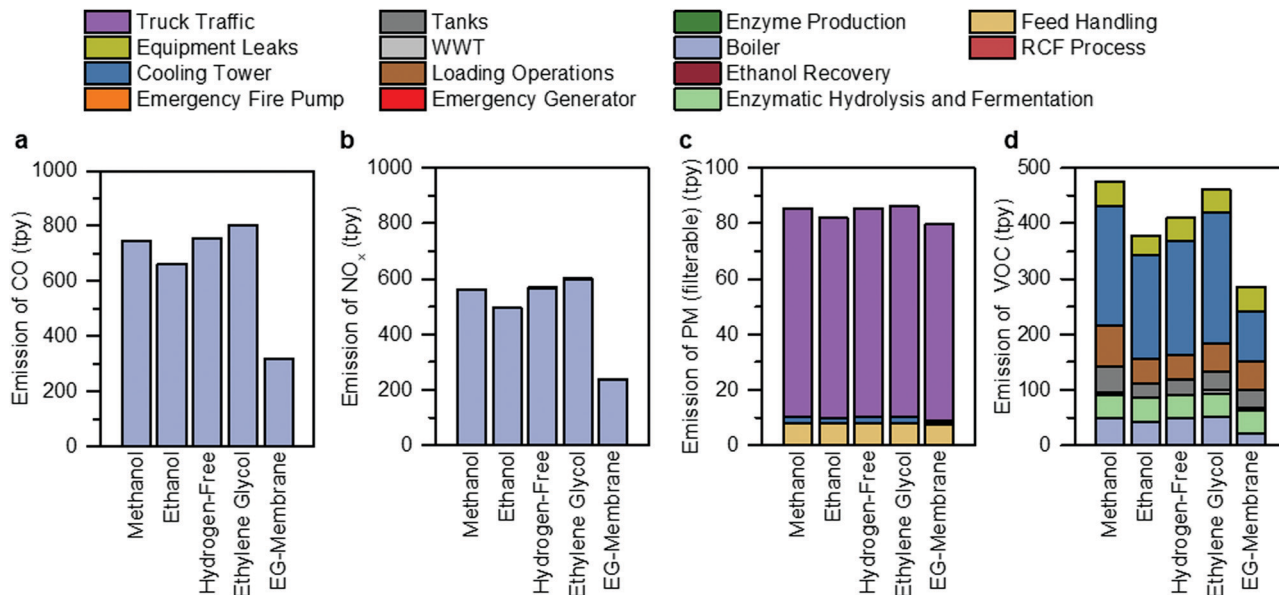 Truck Traffic
Equipment Leaks
Cooling Tower
Emergency Fire Pump
Tanks
WWT
Loading Operations
Emergency Generator
Enzyme Production
Boiler
Ethanol Recovery
Enzymatic Hydrolysis and Fermentation
Feed Handling
RCF Process
a
Emission of CO (tpy)
1000
800
600
400
200
0
Methanol
Ethanol
Hydrogen-Free
Ethylene Glycol
EG-Membrane
b
Emission of NOx (tpy)
1000
800
600
400
200
0
Methanol
Ethanol
Hydrogen-Free
Ethylene Glycol
EG-Membrane
c
Emission of PM (filterable) (tpy)
100
80
60
40
20
0
Methanol
Ethanol
Hydrogen-Free
Ethylene Glycol
EG-Membrane
d
Emission of VOC (tpy)
500
400
300
200
100
0
Methanol
Ethanol
Hydrogen-Free
Ethylene Glycol
EG-Membrane